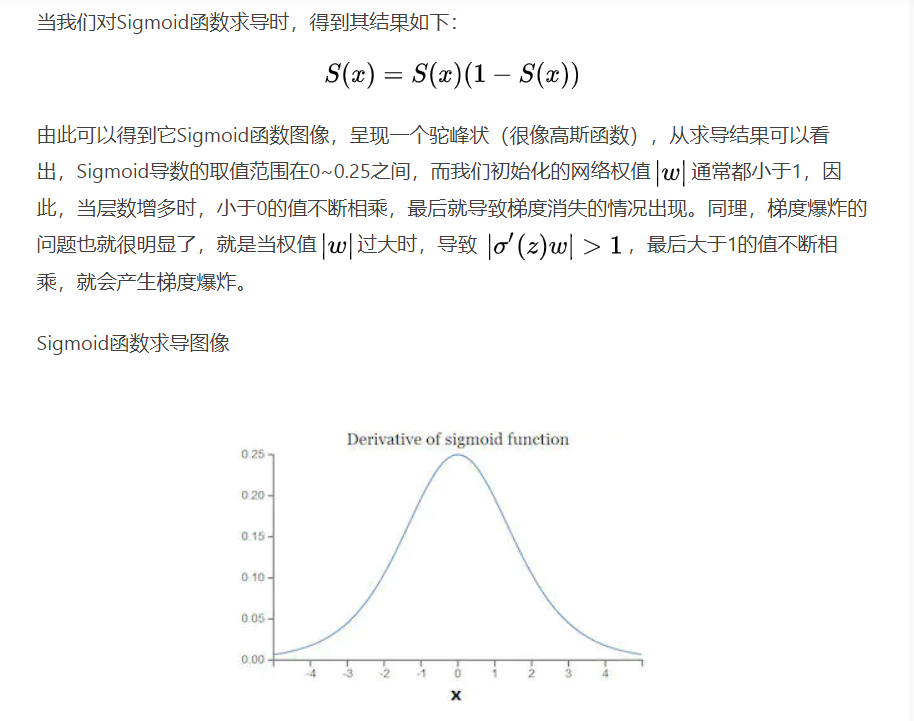 当我们对Sigmoid函数求导时，得到其结果如下：
S(x) = S(x)(1 − S(x))
由此可以得到它Sigmoid函数图像，呈现一个驼峰状（很像高斯函数），从求导结果可以看
出，Sigmoid导数的取值范围在0~0.25之间，而我们初始化的网络权值|w|通常都小于1，因
此，当层数增多时，小于0的值不断相乘，最后就导致梯度消失的情况出现。同理，梯度爆炸的
问题也就很明显了，就是当权值|w|过大时，导致 |σ′(z)w| > 1，最后大于1的值不断相
乘，就会产生梯度爆炸。
Sigmoid函数求导图像
Derivative of sigmoid function
0.25
0.20
0.15
0.10
0.05
0.00
-4 -3 -2 -1 0 1 2 3 4
x